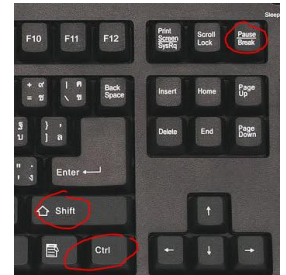 Sleep
F10 F11 F12
Print Screen SysRq
Scroll Lock
Pause Break
+ =
| \
Back Space
Insert Home Page Up
) ,
]
Delete End Page Down
Enter
Shift
Ctrl